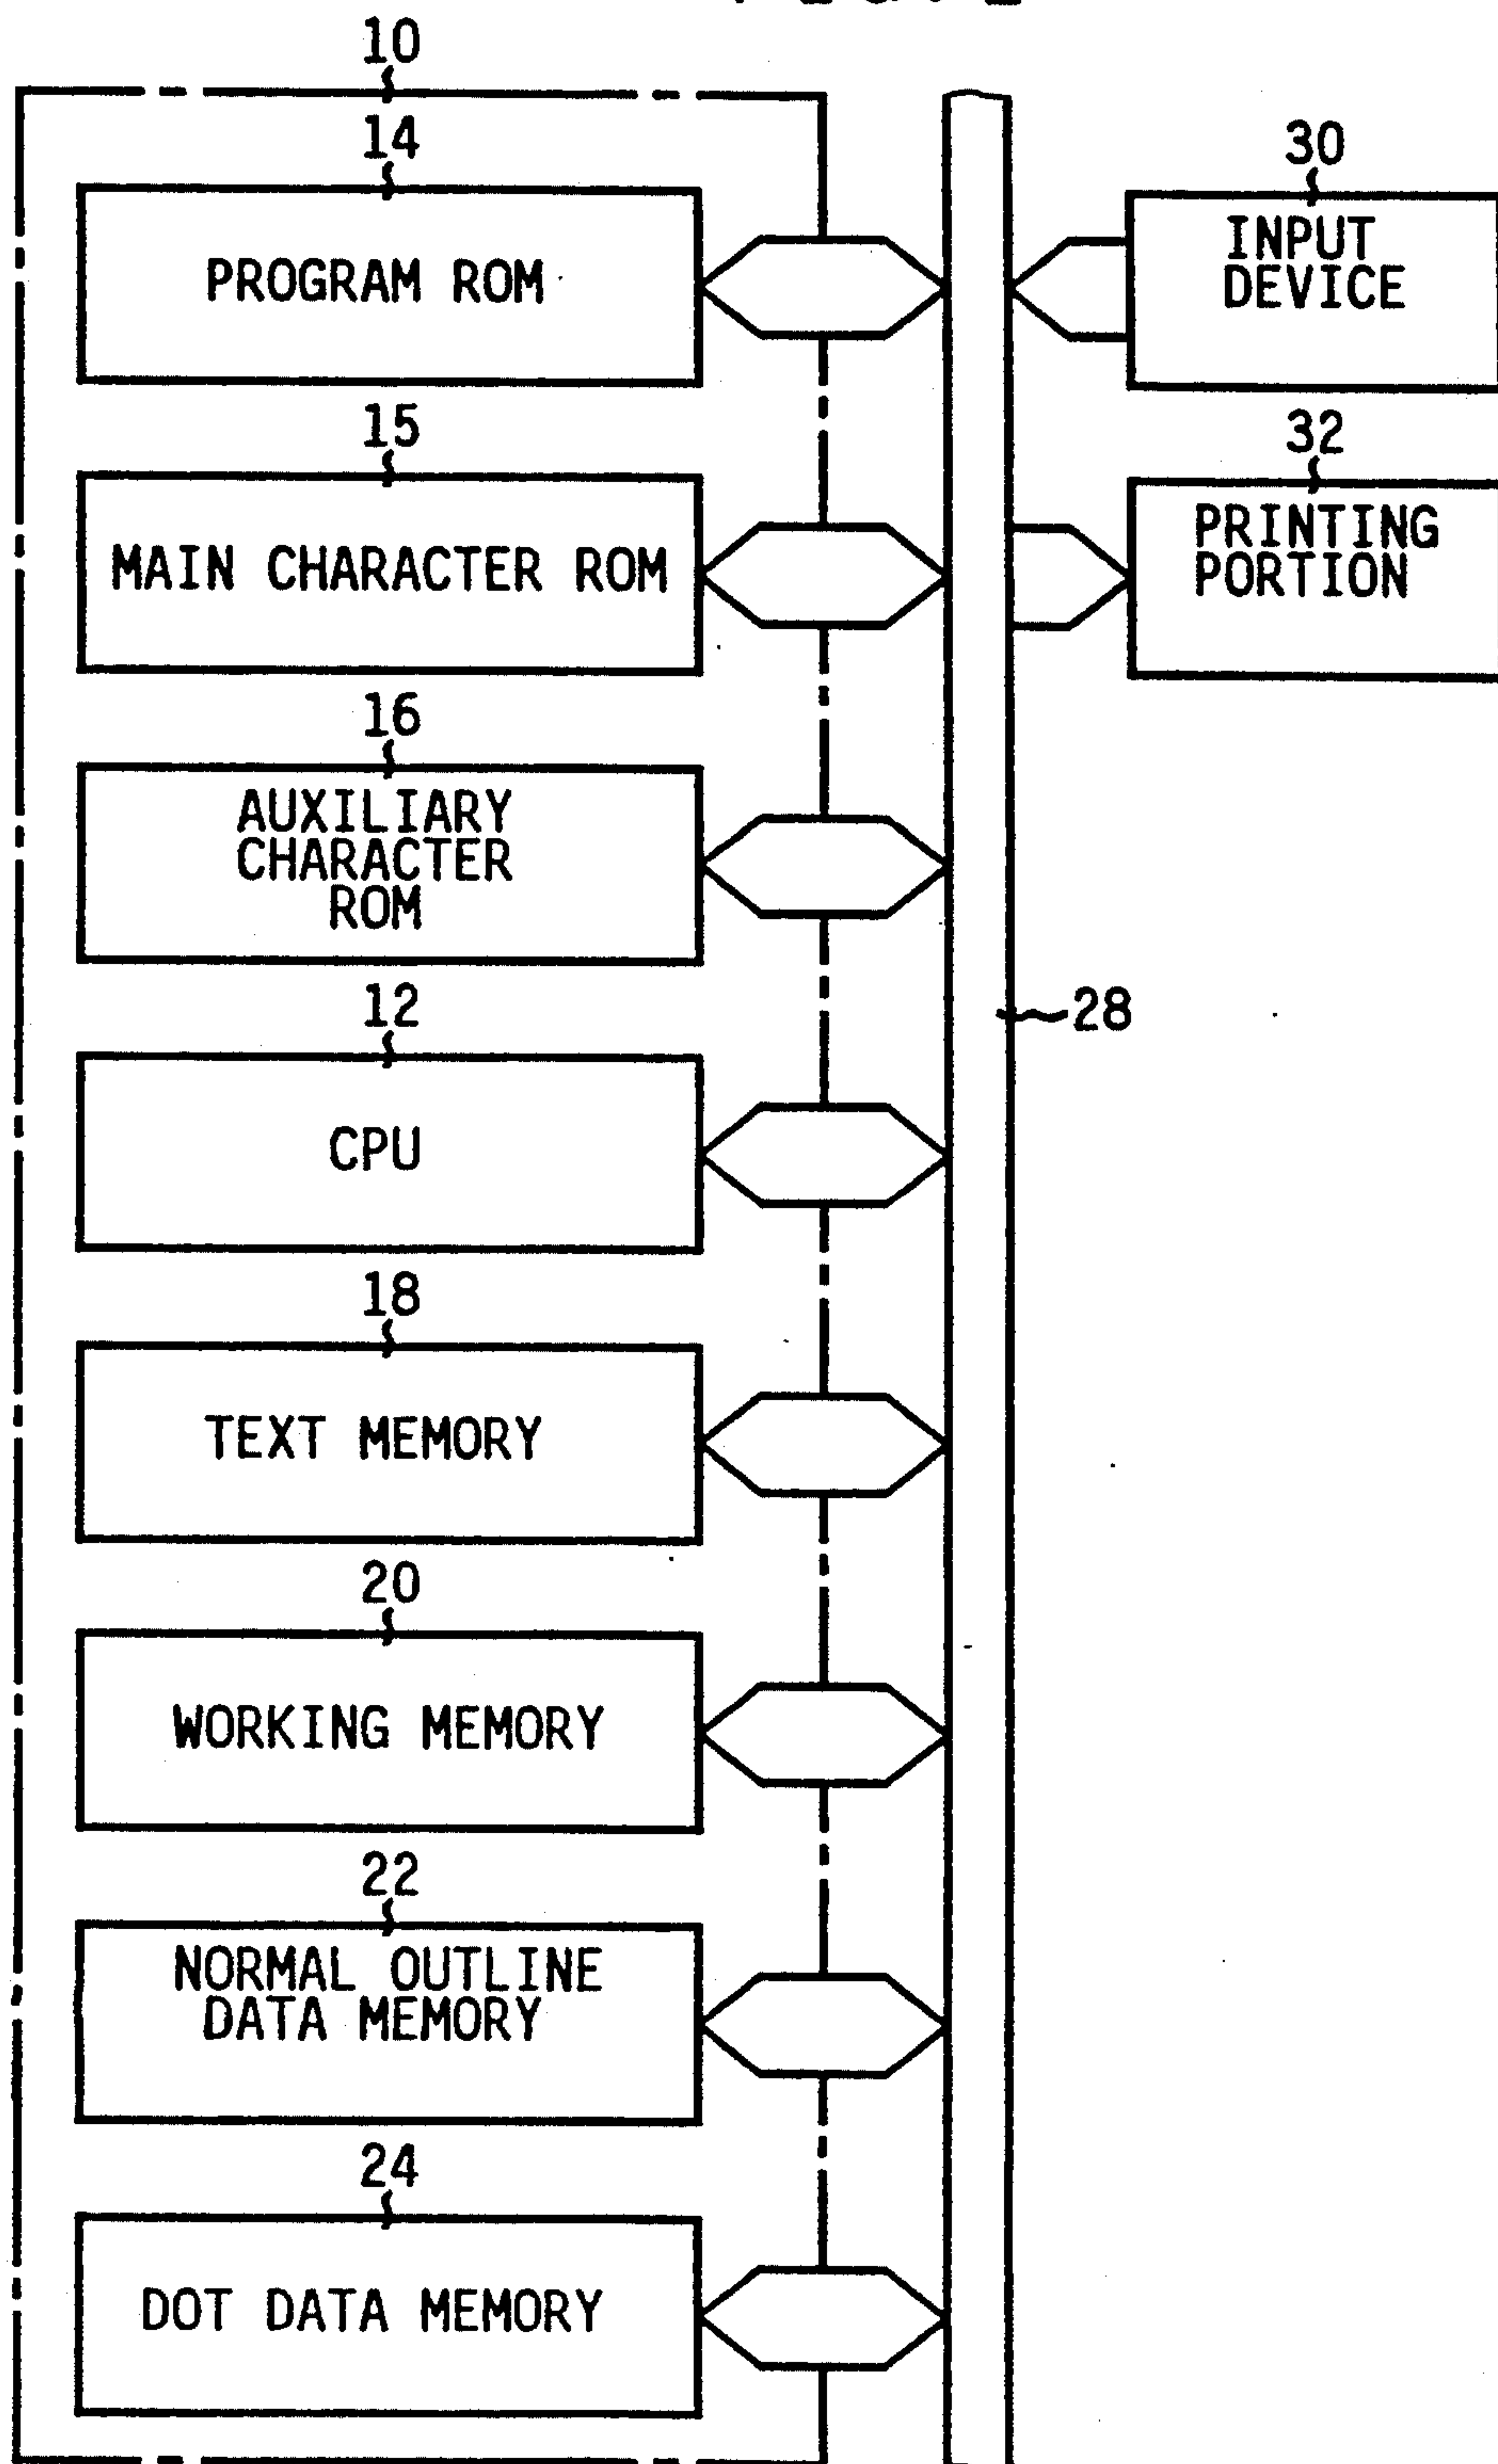 10
14
PROGRAM ROM
15
MAIN CHARACTER ROM
16
AUXILIARY
CHARACTER
ROM
12
CPU
18
TEXT MEMORY
20
WORKING MEMORY
22
NORMAL OUTLINE
DATA MEMORY
24
DOT DATA MEMORY
28
30
INPUT
DEVICE
32
PRINTING
PORTION